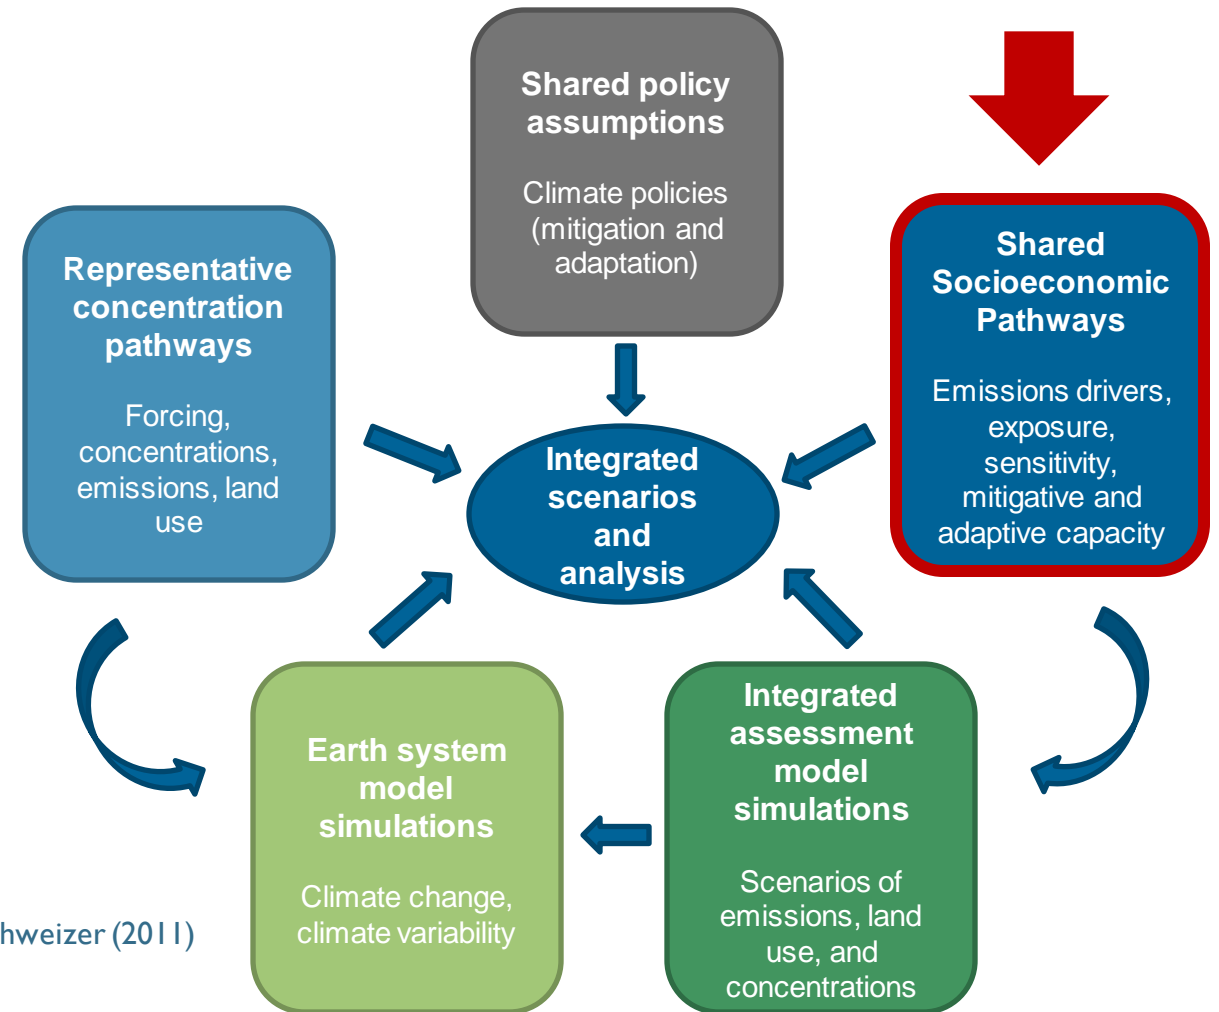 Shared policy
assumptions
Climate policies
(mitigation and
adaptation)
Representative
concentration
pathways
Forcing,
concentrations,
emissions, land
use
Shared
Socioeconomic
Pathways
Emissions drivers,
exposure,
sensitivity,
mitigative and
adaptive capacity
Integrated
scenarios
and
analysis
Earth system
model
simulations
Climate change,
climate variability
Integrated
assessment
model
simulations
Scenarios of
emissions, land
use, and
concentrations
hweizer (2011)